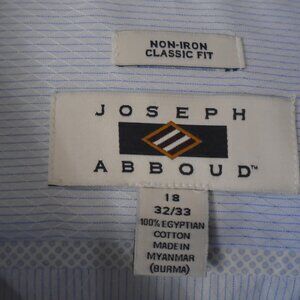 NON-IRON
CLASSIC FIT
JOSEPH
ABBOUD™
18
32/33
100% EGYPTIAN
COTTON
MADE IN
MYANMAR
(BURMA)